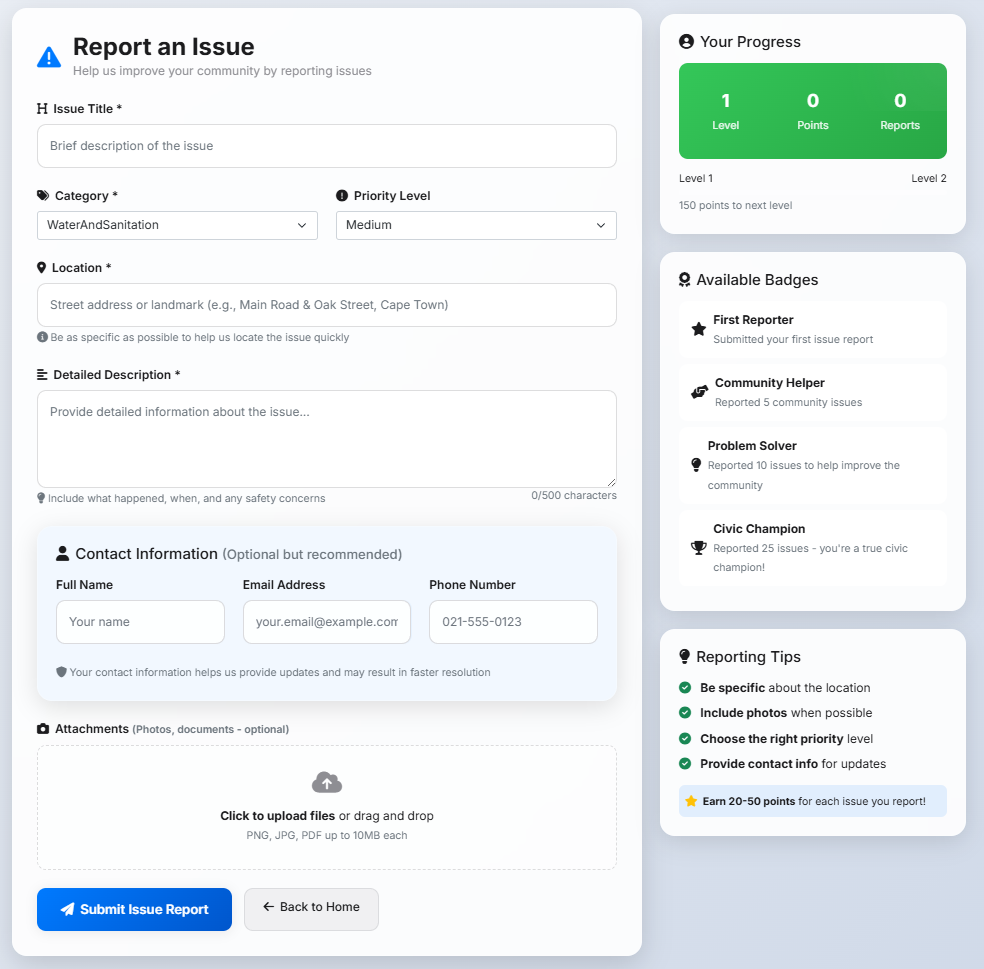 Report an Issue
Help us improve your community by reporting issues
Issue Title *
Brief description of the issue
Category *
Priority Level
WaterAndSanitation
Medium
Location *
Street address or landmark (e.g., Main Road & Oak Street, Cape Town)
Be as specific as possible to help us locate the issue quickly
Detailed Description *
Provide detailed information about the issue...
Include what happened, when, and any safety concerns
0/500 characters
Contact Information (Optional but recommended)
Full Name
Email Address
Phone Number
Your name
your.email@example.com
021-555-0123
Your contact information helps us provide updates and may result in faster resolution
Attachments (Photos, documents - optional)
Click to upload files or drag and drop
PNG, JPG, PDF up to 10MB each
Submit Issue Report
Back to Home
Your Progress
1
0
0
Level
Points
Reports
Level 1
Level 2
150 points to next level
Available Badges
First Reporter
Submitted your first issue report
Community Helper
Reported 5 community issues
Problem Solver
Reported 10 issues to help improve the
community
Civic Champion
Reported 25 issues - you're a true civic
champion!
Reporting Tips
Be specific about the location
Include photos when possible
Choose the right priority level
Provide contact info for updates
Earn 20-50 points for each issue you report!